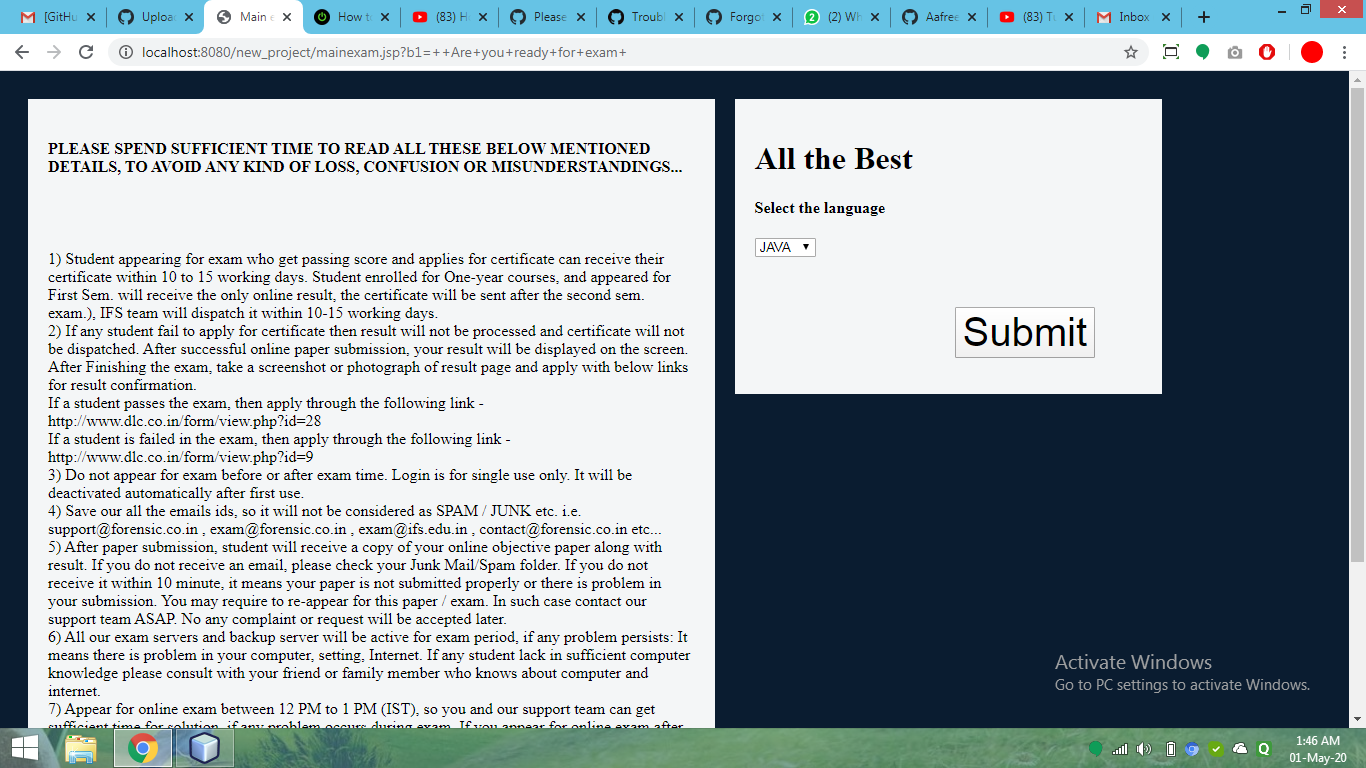 [GitHu
Uploa
Main e
How to
(83) H
Please
Troubl
Forgot
(2) Wh
Aafree
(83) Tu
Inbox
localhost:8080/new_project/mainexam.jsp?b1=++Are+you+ready+for+exam+
PLEASE SPEND SUFFICIENT TIME TO READ ALL THESE BELOW MENTIONED
DETAILS, TO AVOID ANY KIND OF LOSS, CONFUSION OR MISUNDERSTANDINGS...
1) Student appearing for exam who get passing score and applies for certificate can receive their
certificate within 10 to 15 working days. Student enrolled for One-year courses, and appeared for
First Sem. will receive the only online result, the certificate will be sent after the second sem.
exam.), IFS team will dispatch it within 10-15 working days.
2) If any student fail to apply for certificate then result will not be processed and certificate will not
be dispatched. After successful online paper submission, your result will be displayed on the screen.
After Finishing the exam, take a screenshot or photograph of result page and apply with below links
for result confirmation.
If a student passes the exam, then apply through the following link -
http://www.dlc.co.in/form/view.php?id=28
If a student is failed in the exam, then apply through the following link -
http://www.dlc.co.in/form/view.php?id=9
3) Do not appear for exam before or after exam time. Login is for single use only. It will be
deactivated automatically after first use.
4) Save our all the emails ids, so it will not be considered as SPAM / JUNK etc. i.e.
support@forensic.co.in , exam@forensic.co.in , exam@ifs.edu.in , contact@forensic.co.in etc...
5) After paper submission, student will receive a copy of your online objective paper along with
result. If you do not receive an email, please check your Junk Mail/Spam folder. If you do not
receive it within 10 minute, it means your paper is not submitted properly or there is problem in
your submission. You may require to re-appear for this paper / exam. In such case contact our
support team ASAP. No any complaint or request will be accepted later.
6) All our exam servers and backup server will be active for exam period, if any problem persists: It
means there is problem in your computer, setting, Internet. If any student lack in sufficient computer
knowledge please consult with your friend or family member who knows about computer and
internet.
7) Appear for online exam between 12 PM to 1 PM (IST), so you and our support team can get
sufficient time for solution, if any problem occurs during exam. If you appear for online exam after
All the Best
Select the language
JAVA
Submit
Activate Windows
Go to PC settings to activate Windows.
1:46 AM
01-May-20